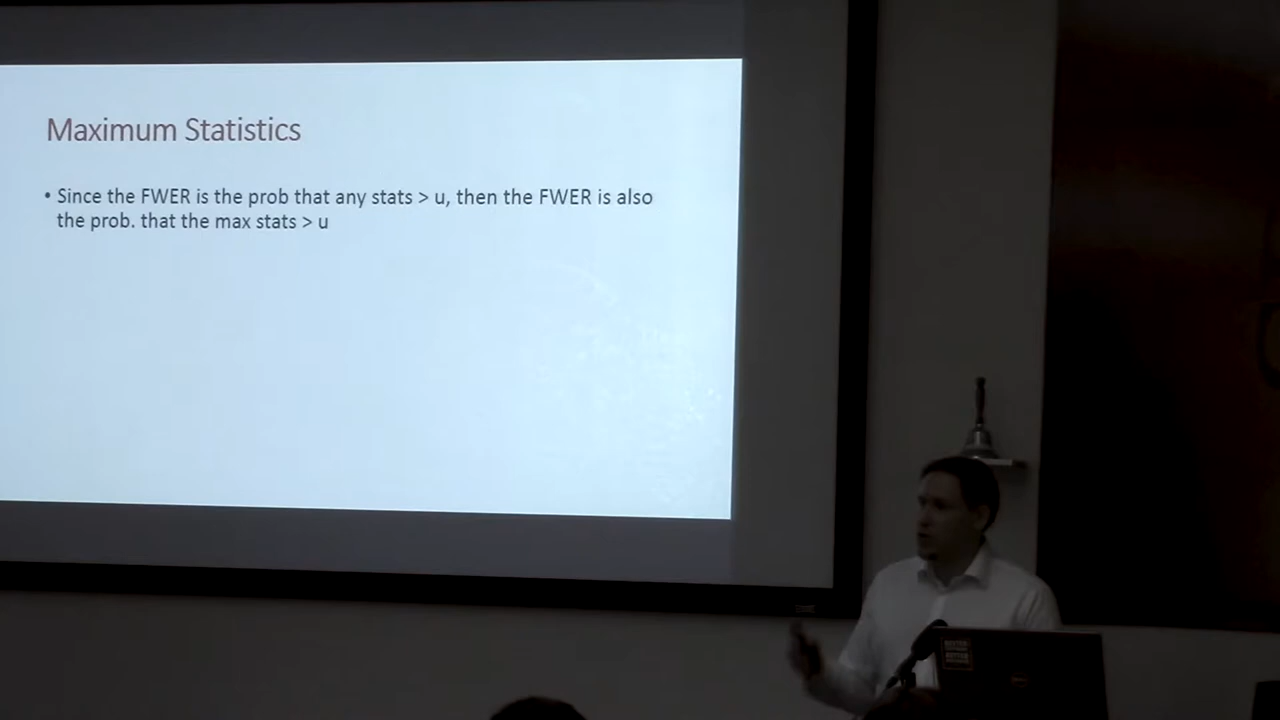 Maximum Statistics
• Since the FWER is the prob that any stats > u, then the FWER is also
the prob. that the max stats > u